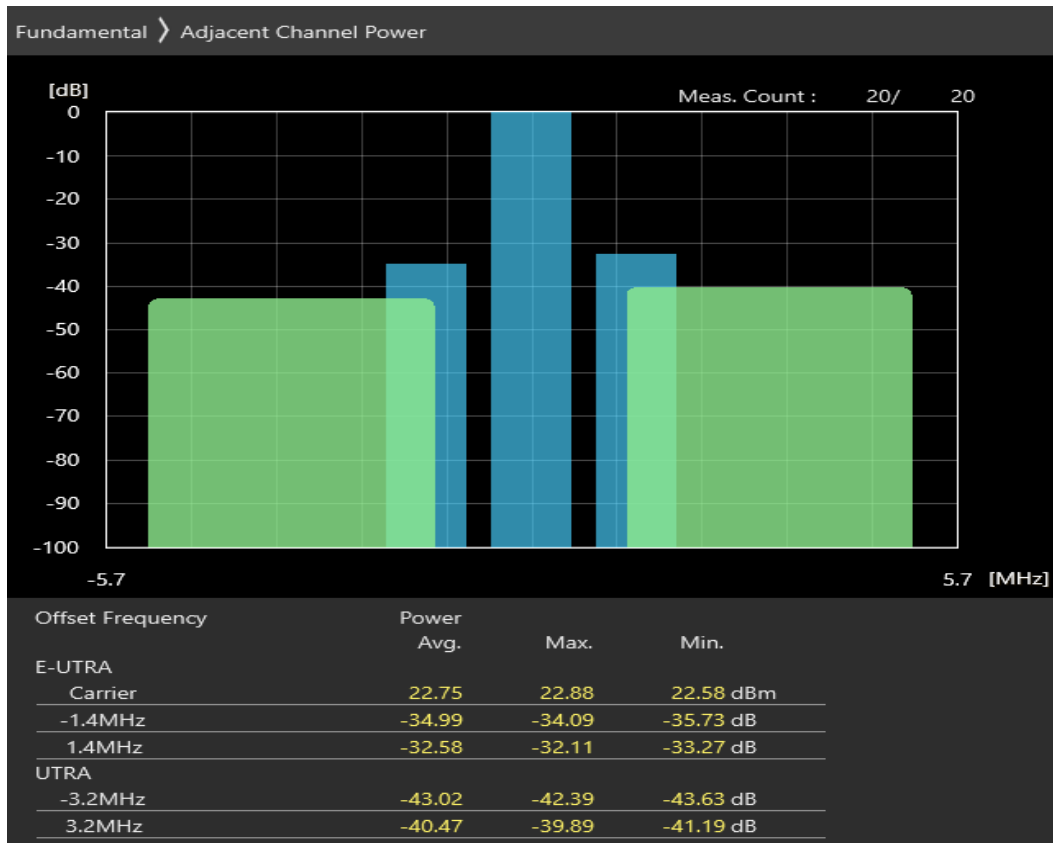 Fundamental 〉 Adjacent Channel Power
[dB]
Meas. Count : 20/ 20
0
-10
-20
-30
-40
-50
-60
-70
-80
-90
-100
-5.7 5.7 [MHz]
Offset Frequency Power
Avg. Max. Min.
E-UTRA
Carrier 22.75 22.88 22.58 dBm
-1.4MHz -34.99 -34.09 -35.73 dB
1.4MHz -32.58 -32.11 -33.27 dB
UTRA
-3.2MHz -43.02 -42.39 -43.63 dB
3.2MHz -40.47 -39.89 -41.19 dB